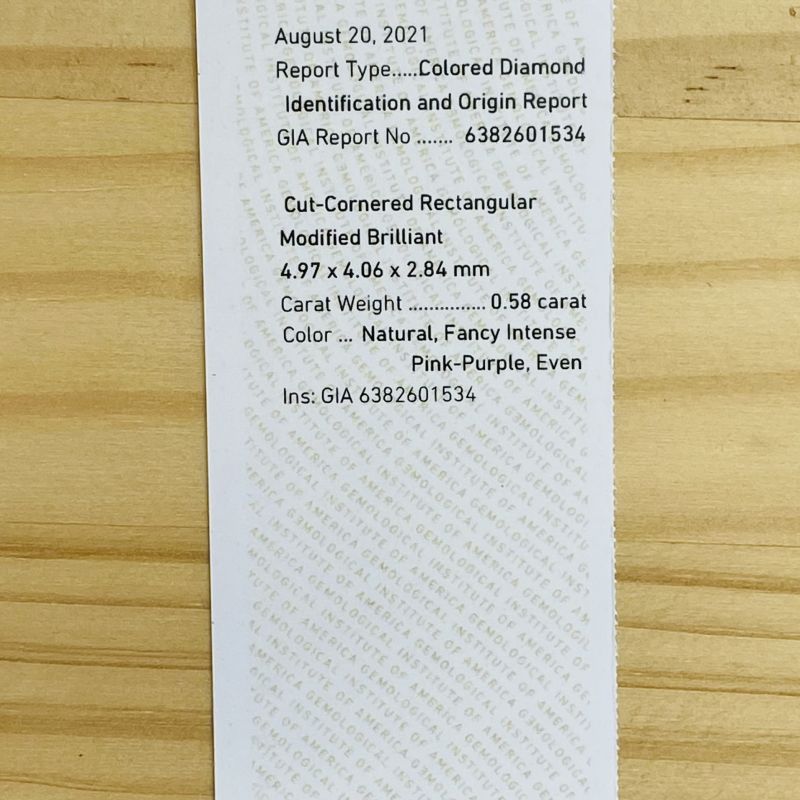 August 20, 2021
Report Type.....Colored Diamond
Identification and Origin Report
GIA Report No ....... 6382601534
Cut-Cornered Rectangular
Modified Brilliant
4.97 x 4.06 x 2.84 mm
Carat Weight ............... 0.58 carat
Color ... Natural, Fancy Intense
Pink-Purple, Even
Ins: GIA 6382601534